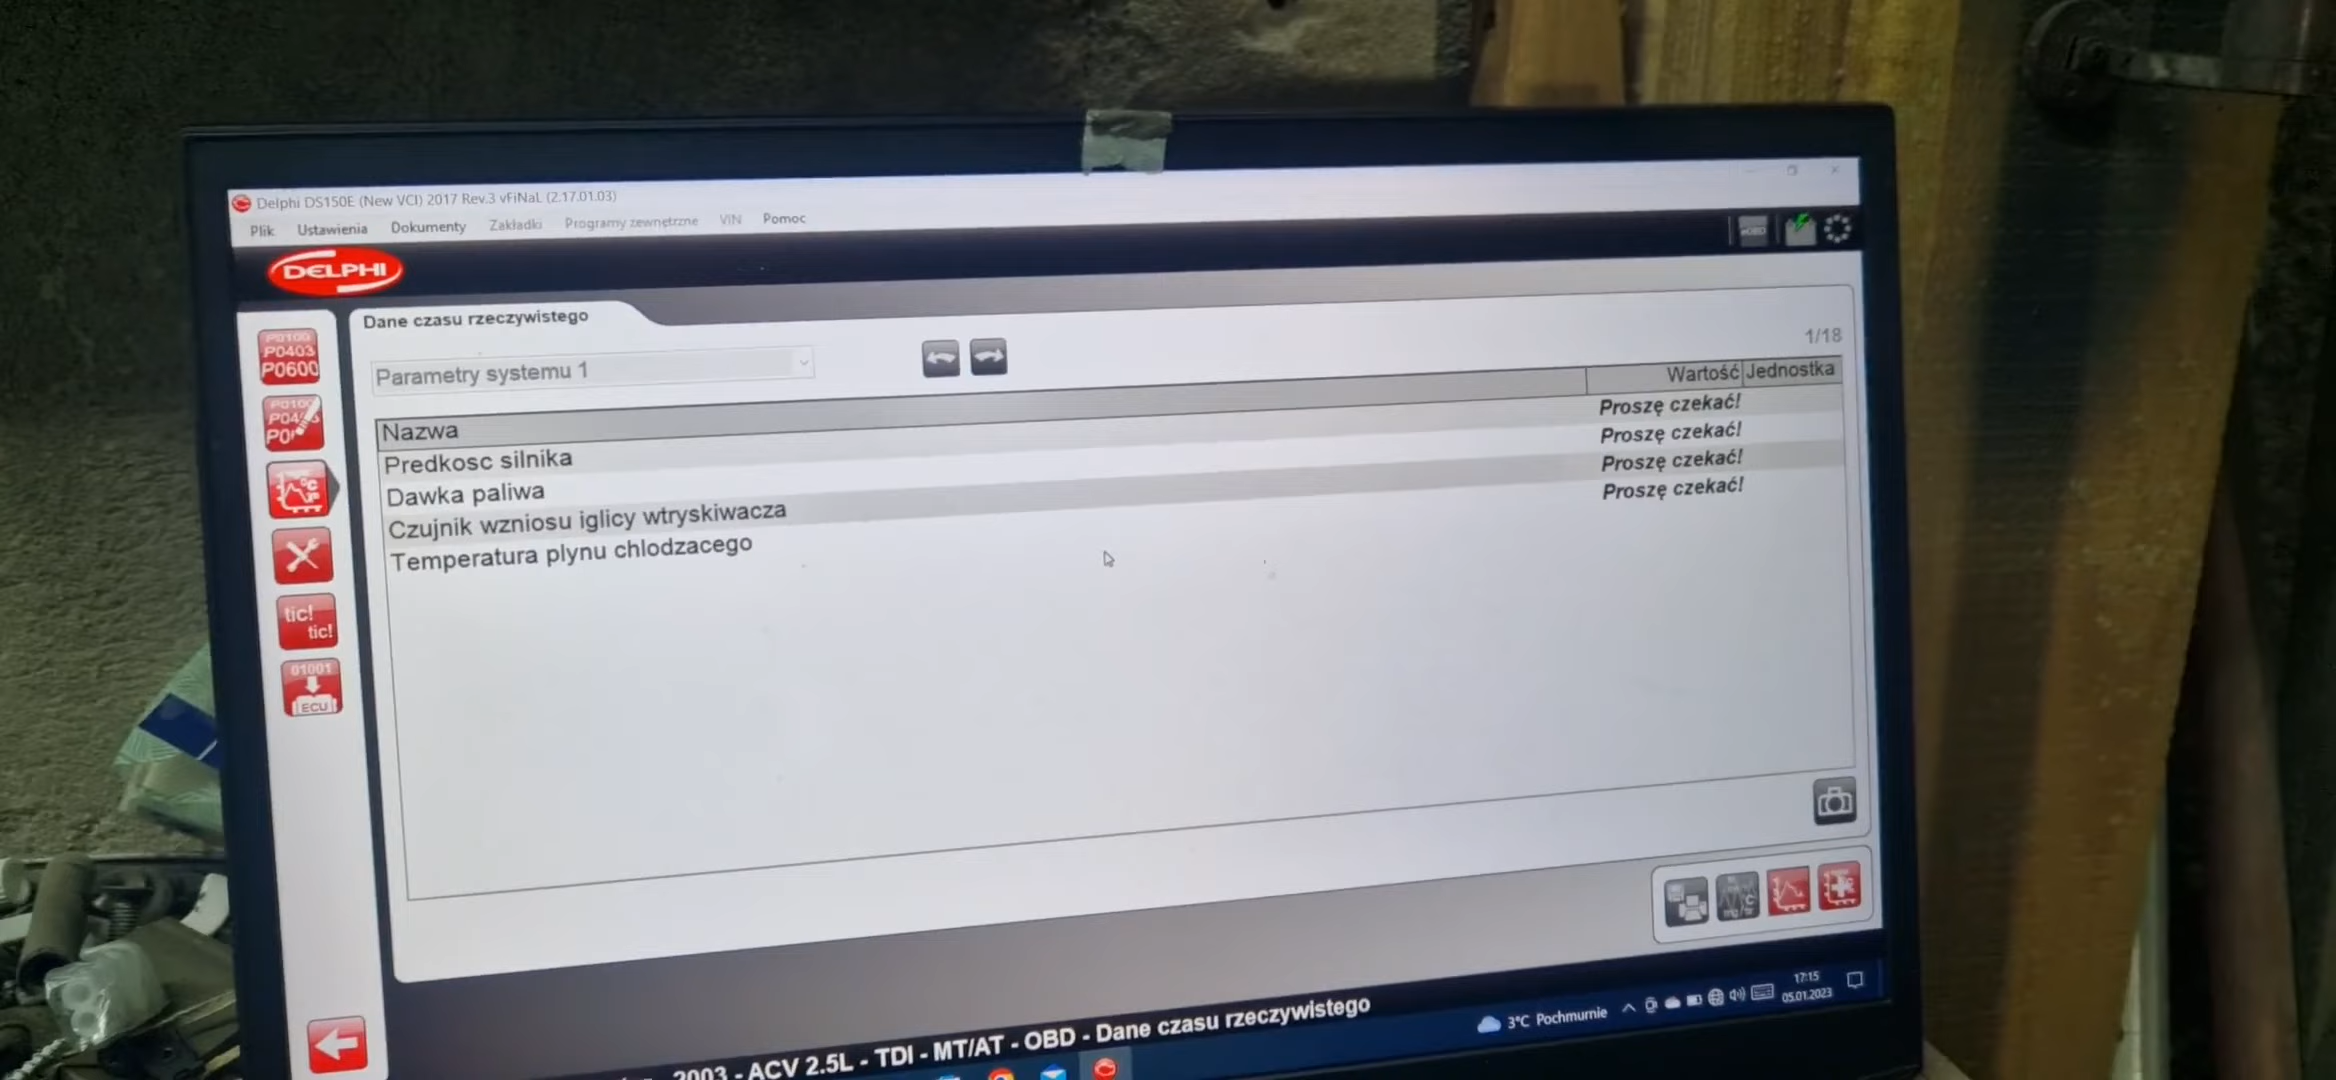 Delphi DS150E (New VCI) 2017 Rev.3 vFiNaL (2.17.01.03)
Plik Ustawienia Dokumenty Zakładki Programy zewnętrzne VIN Pomoc
DELPHI
Dane czasu rzeczywistego
Parametry systemu 1
1/18
Nazwa Wartość Jednostka
Predkosc silnika Proszę czekać!
Dawka paliwa Proszę czekać!
Czujnik wzniosu iglicy wtryskiwacza Proszę czekać!
Temperatura plynu chlodzacego Proszę czekać!
P0100
P0403
P0600
P0100
tic!
tic!
01001
ECU
2003 - ACV 2.5L - TDI - MT/AT - OBD - Dane czasu rzeczywistego
3°C Pochmurnie
17:15
05.01.2023